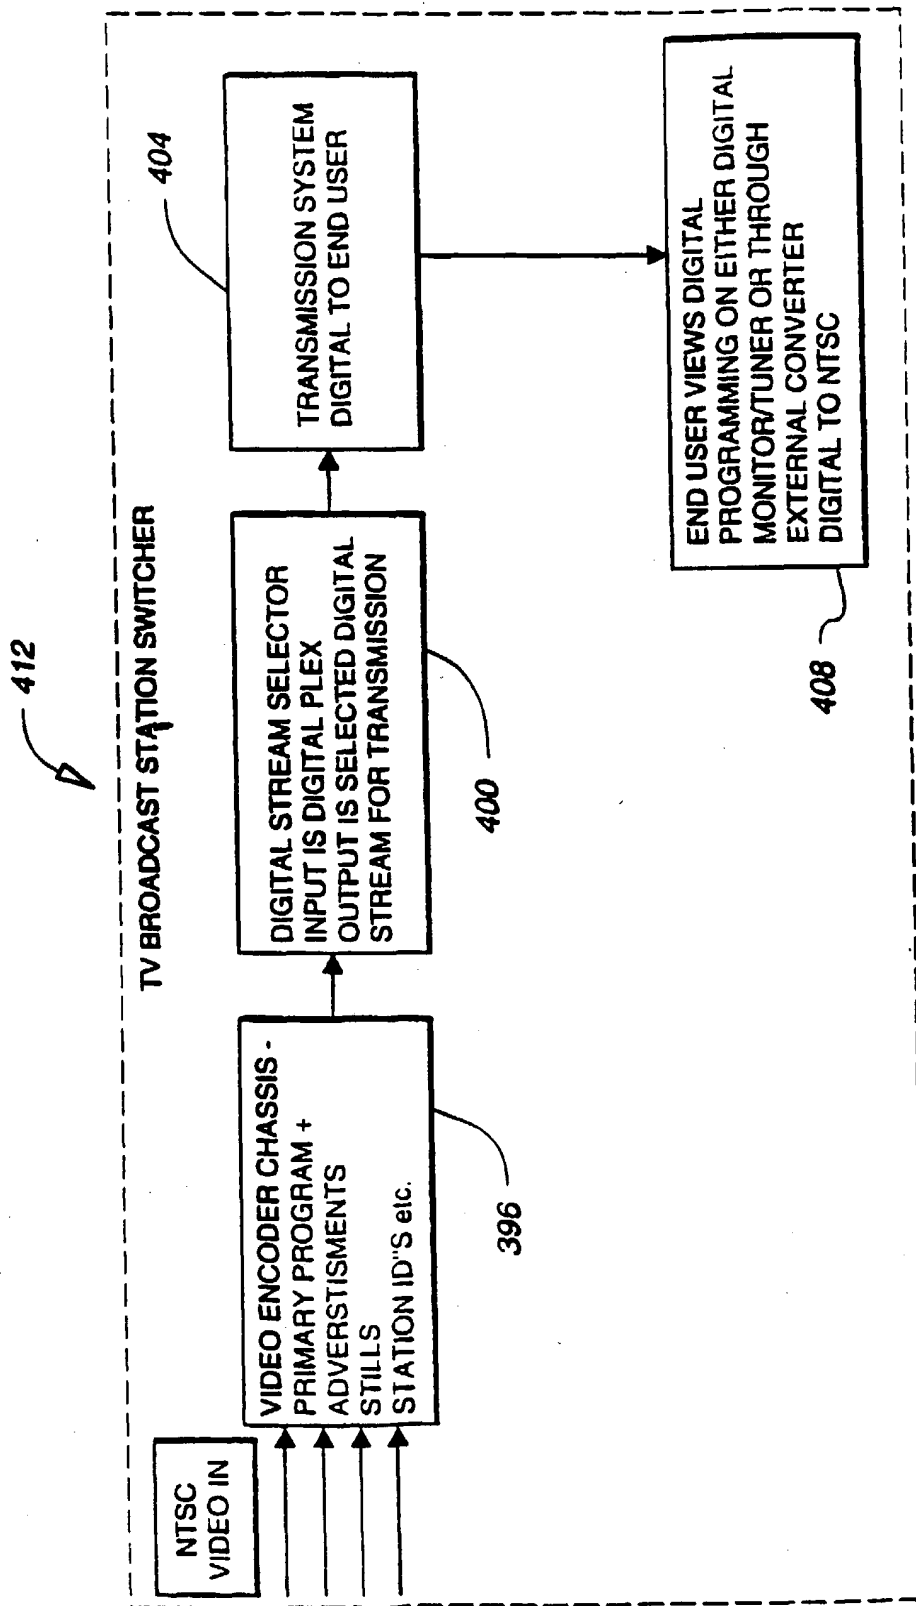 412
TV BROADCAST STATION SWITCHER
NTSC
VIDEO IN
VIDEO ENCODER CHASSIS -
PRIMARY PROGRAM +
ADVERSTISMENTS
STILLS
STATION ID"S etc.
396
DIGITAL STREAM SELECTOR
INPUT IS DIGITAL PLEX
OUTPUT IS SELECTED DIGITAL
STREAM FOR TRANSMISSION
400
TRANSMISSION SYSTEM
DIGITAL TO END USER
404
END USER VIEWS DIGITAL
PROGRAMMING ON EITHER DIGITAL
MONITOR/TUNER OR THROUGH
EXTERNAL CONVERTER
DIGITAL TO NTSC
408